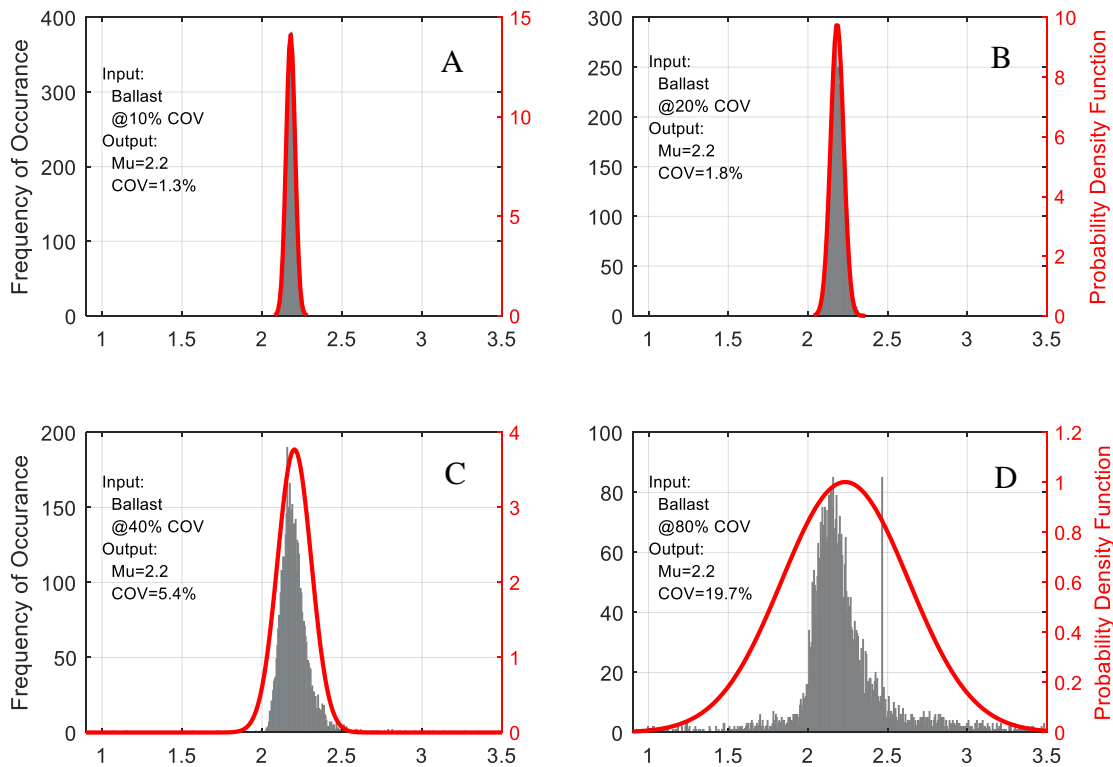 400
300
200
100
0
Frequency of Occurance
Input:
Ballast
@10% COV
Output:
Mu=2.2
COV=1.3%
A
15
10
5
0
1 1.5 2 2.5 3 3.5
300
250
200
150
100
50
0
Input:
Ballast
@20% COV
Output:
Mu=2.2
COV=1.8%
B
10
8
6
4
2
0
Probability Density Function
1 1.5 2 2.5 3 3.5
200
150
100
50
0
Frequency of Occurance
Input:
Ballast
@40% COV
Output:
Mu=2.2
COV=5.4%
C
4
3
2
1
0
1 1.5 2 2.5 3 3.5
100
80
60
40
20
0
Input:
Ballast
@80% COV
Output:
Mu=2.2
COV=19.7%
D
1.2
1
0.8
0.6
0.4
0.2
0
Probability Density Function
1 1.5 2 2.5 3 3.5